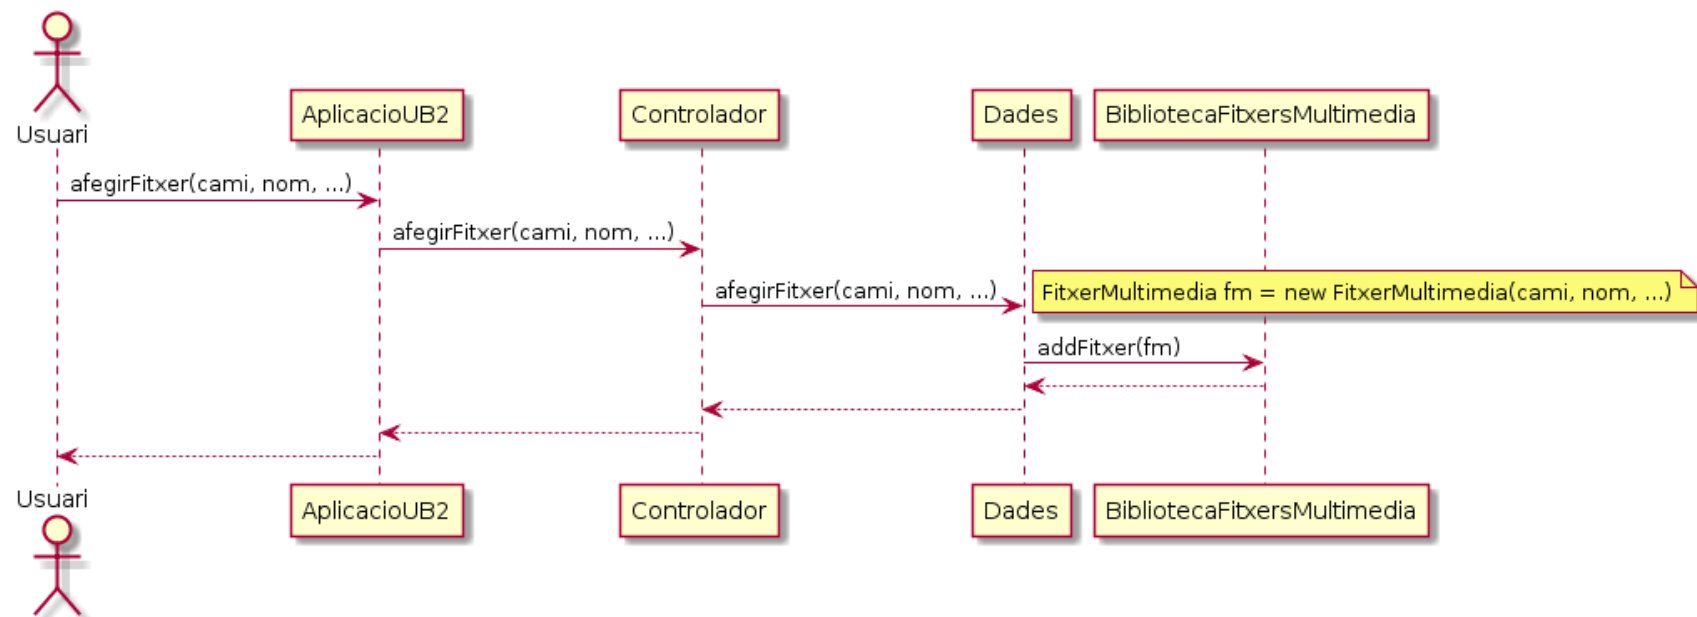 Usuari
AplicacioUB2
Controlador
Dades
BibliotecaFitxersMultimedia
afegirFitxer(cami, nom, ...)
afegirFitxer(cami, nom, ...)
afegirFitxer(cami, nom, ...)
FitxerMultimedia fm = new FitxerMultimedia(cami, nom, ...)
addFitxer(fm)
Usuari
AplicacioUB2
Controlador
Dades
BibliotecaFitxersMultimedia